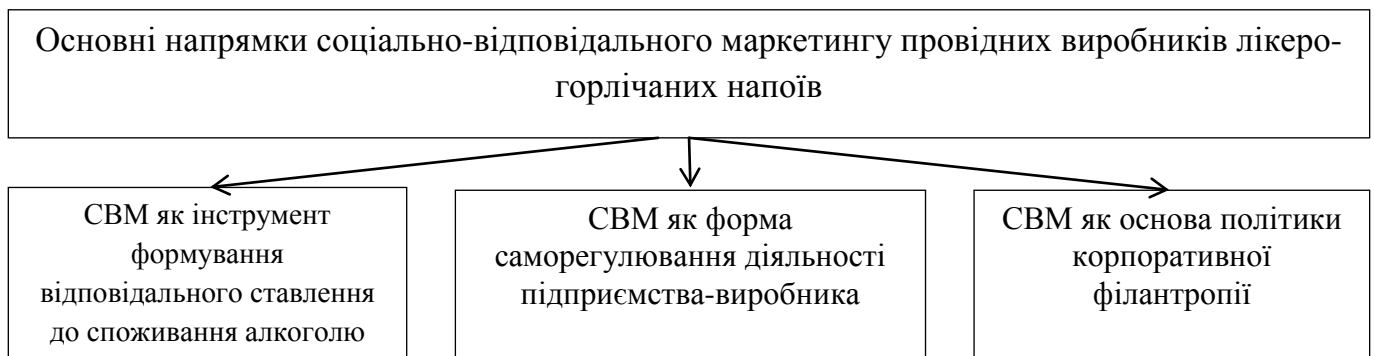 Основні напрямки соціально-відповідального маркетингу провідних виробників лікеро-
горлічаних напоїв
СВМ як інструмент
формування
відповідального ставлення
до споживання алкоголю
СВМ як форма
саморегулювання діяльності
підприємства-виробника
СВМ як основа політики
корпоративної
філантропії